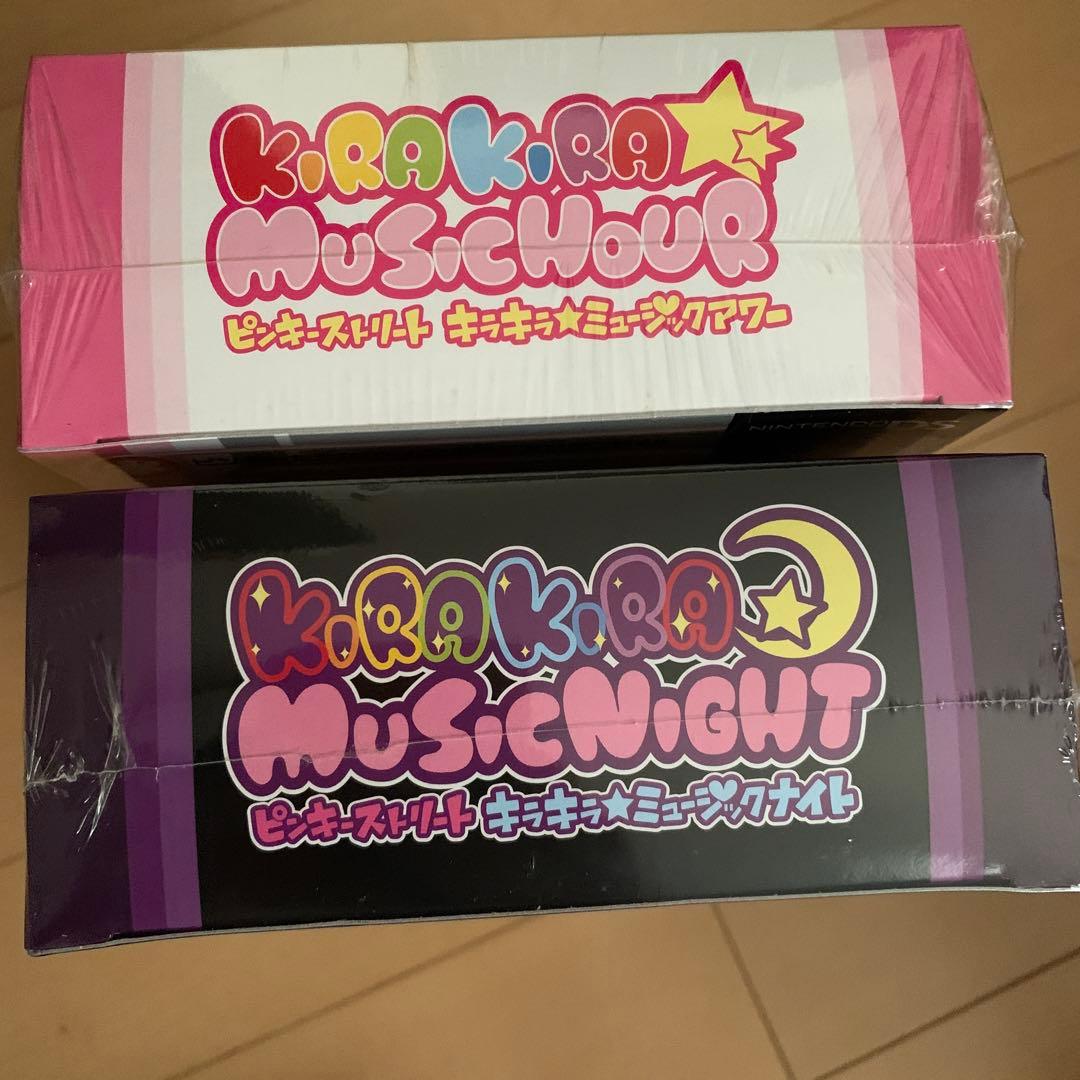 KiRAKiRA
MUSiCHOUR
ピンキーストリート キラキラ★ミュージックアワー
NINTENDO DS
KiRAKiRA
MUSiCNiGHT
ピンキーストリート キラキラ★ミュージックナイト